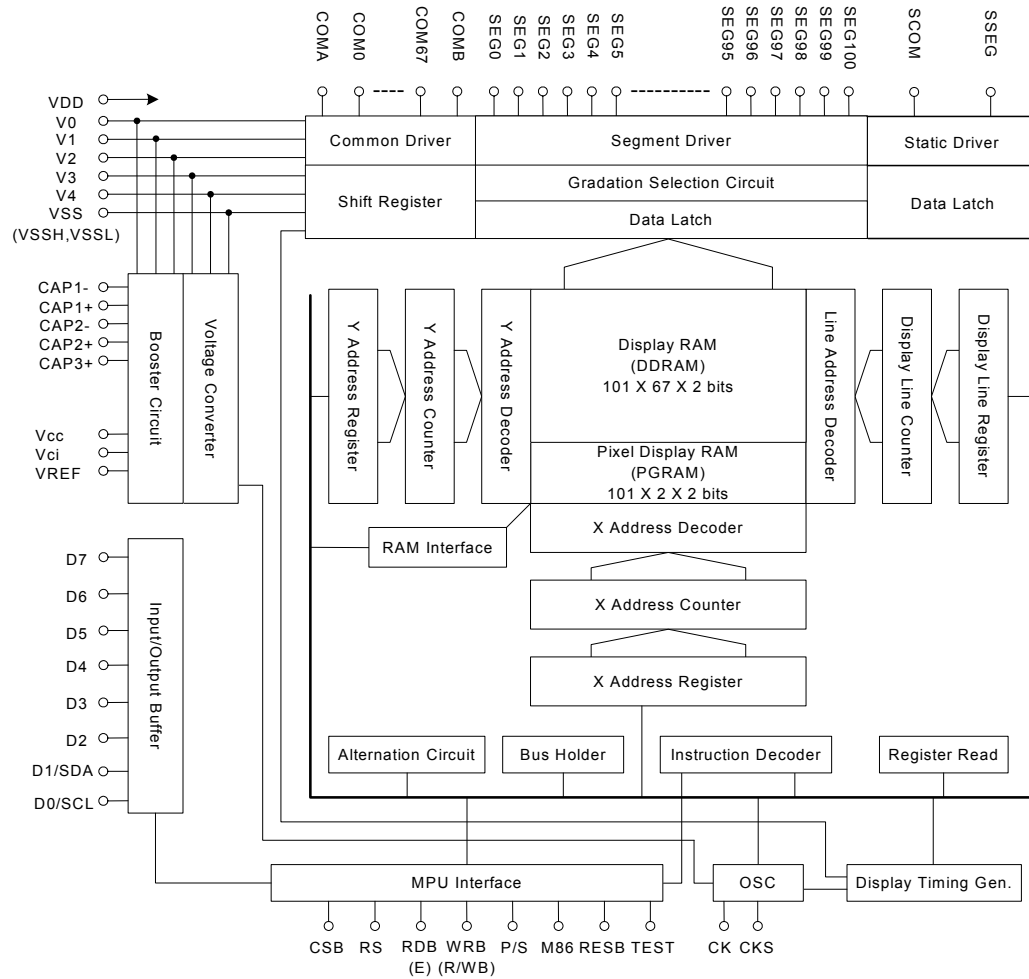 COMA
COM0
COM67
COMB
SEG0
SEG1
SEG2
SEG3
SEG4
SEG5
SEG95
SEG96
SEG97
SEG98
SEG99
SEG100
SCOM
SSEG
VDD
V0
V1
V2
V3
V4
VSS
(VSSH,VSSL)
Common Driver
Segment Driver
Static Driver
Shift Register
Gradation Selection Circuit
Data Latch
Data Latch
CAP1-
CAP1+
CAP2-
CAP2+
CAP3+
Vcc
Vci
VREF
Booster Circuit
Voltage Converter
Y Address Register
Y Address Counter
Y Address Decoder
Display RAM
(DDRAM)
101 X 67 X 2 bits
Pixel Display RAM
(PGRAM)
101 X 2 X 2 bits
Line Address Decoder
Display Line Counter
Display Line Register
X Address Decoder
RAM Interface
X Address Counter
X Address Register
D7
D6
D5
D4
D3
D2
D1/SDA
D0/SCL
Input/Output Buffer
Alternation Circuit
Bus Holder
Instruction Decoder
Register Read
MPU Interface
OSC
Display Timing Gen.
CSB
RS
RDB
(E)
WRB
(R/WB)
P/S
M86
RESB
TEST
CK
CKS